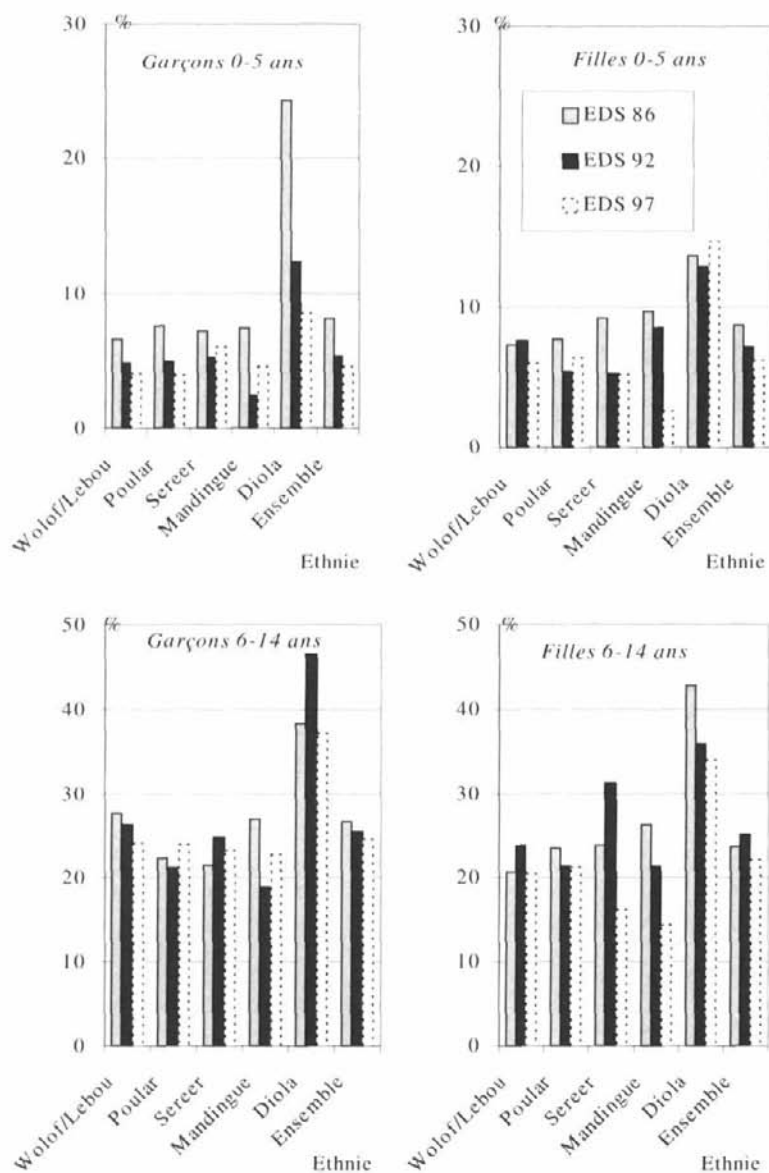 %
Garçons 0-5 ans
30
20
10
0
Wolof/Lebou
Poular
Sereer
Mandingue
Diola
Ensemble
Ethnie
%
Filles 0-5 ans
EDS 86
EDS 92
EDS 97
30
20
10
0
Wolof/Lebou
Poular
Sereer
Mandingue
Diola
Ensemble
Ethnie
%
Garçons 6-14 ans
50
40
30
20
10
0
Wolof/Lebou
Poular
Sereer
Mandingue
Diola
Ensemble
Ethnie
%
Filles 6-14 ans
50
40
30
20
10
0
Wolof/Lebou
Poular
Sereer
Mandingue
Diola
Ensemble
Ethnie